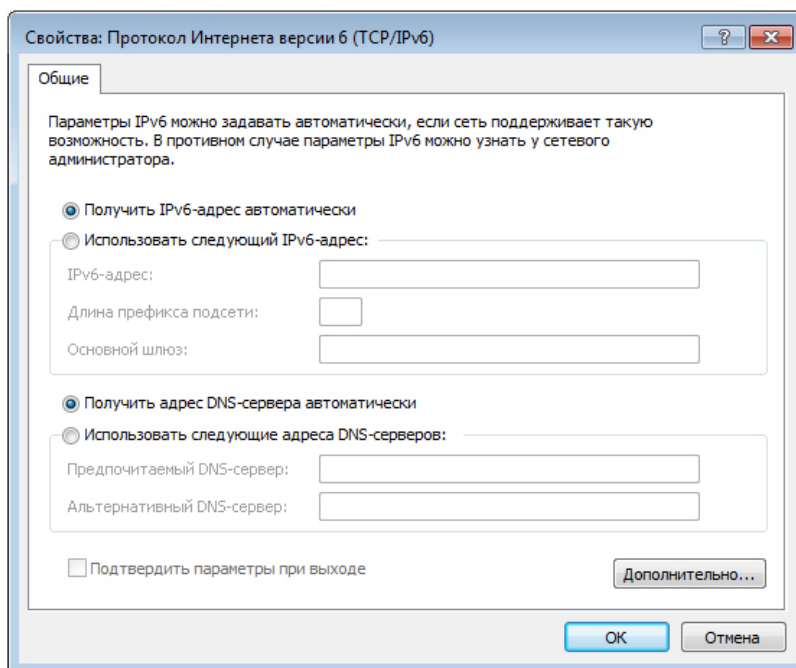 Свойства: Протокол Интернета версии 6 (TCP/IPv6)
Общие
Параметры IPv6 можно задавать автоматически, если сеть поддерживает такую
возможность. В противном случае параметры IPv6 можно узнать у сетевого
администратора.
Получить IPv6-адрес автоматически
Использовать следующий IPv6-адрес:
IPv6-адрес:
Длина префикса подсети:
Основной шлюз:
Получить адрес DNS-сервера автоматически
Использовать следующие адреса DNS-серверов:
Предпочитаемый DNS-сервер:
Альтернативный DNS-сервер:
Подтвердить параметры при выходе
Дополнительно...
ОК
Отмена